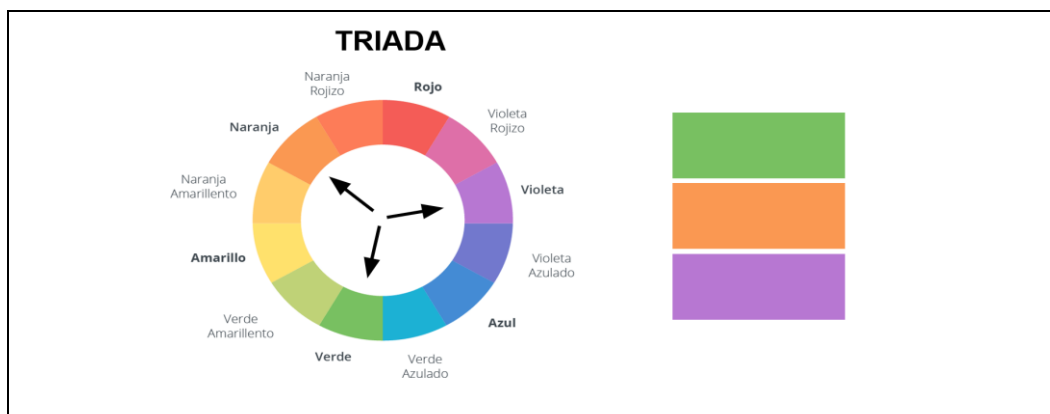 TRIADA
Naranja
Rojizo
Rojo
Violeta
Rojizo
Naranja
Naranja
Amarillento
Violeta
Amarillo
Violeta
Azulado
Verde
Amarillento
Azul
Verde
Verde
Azulado